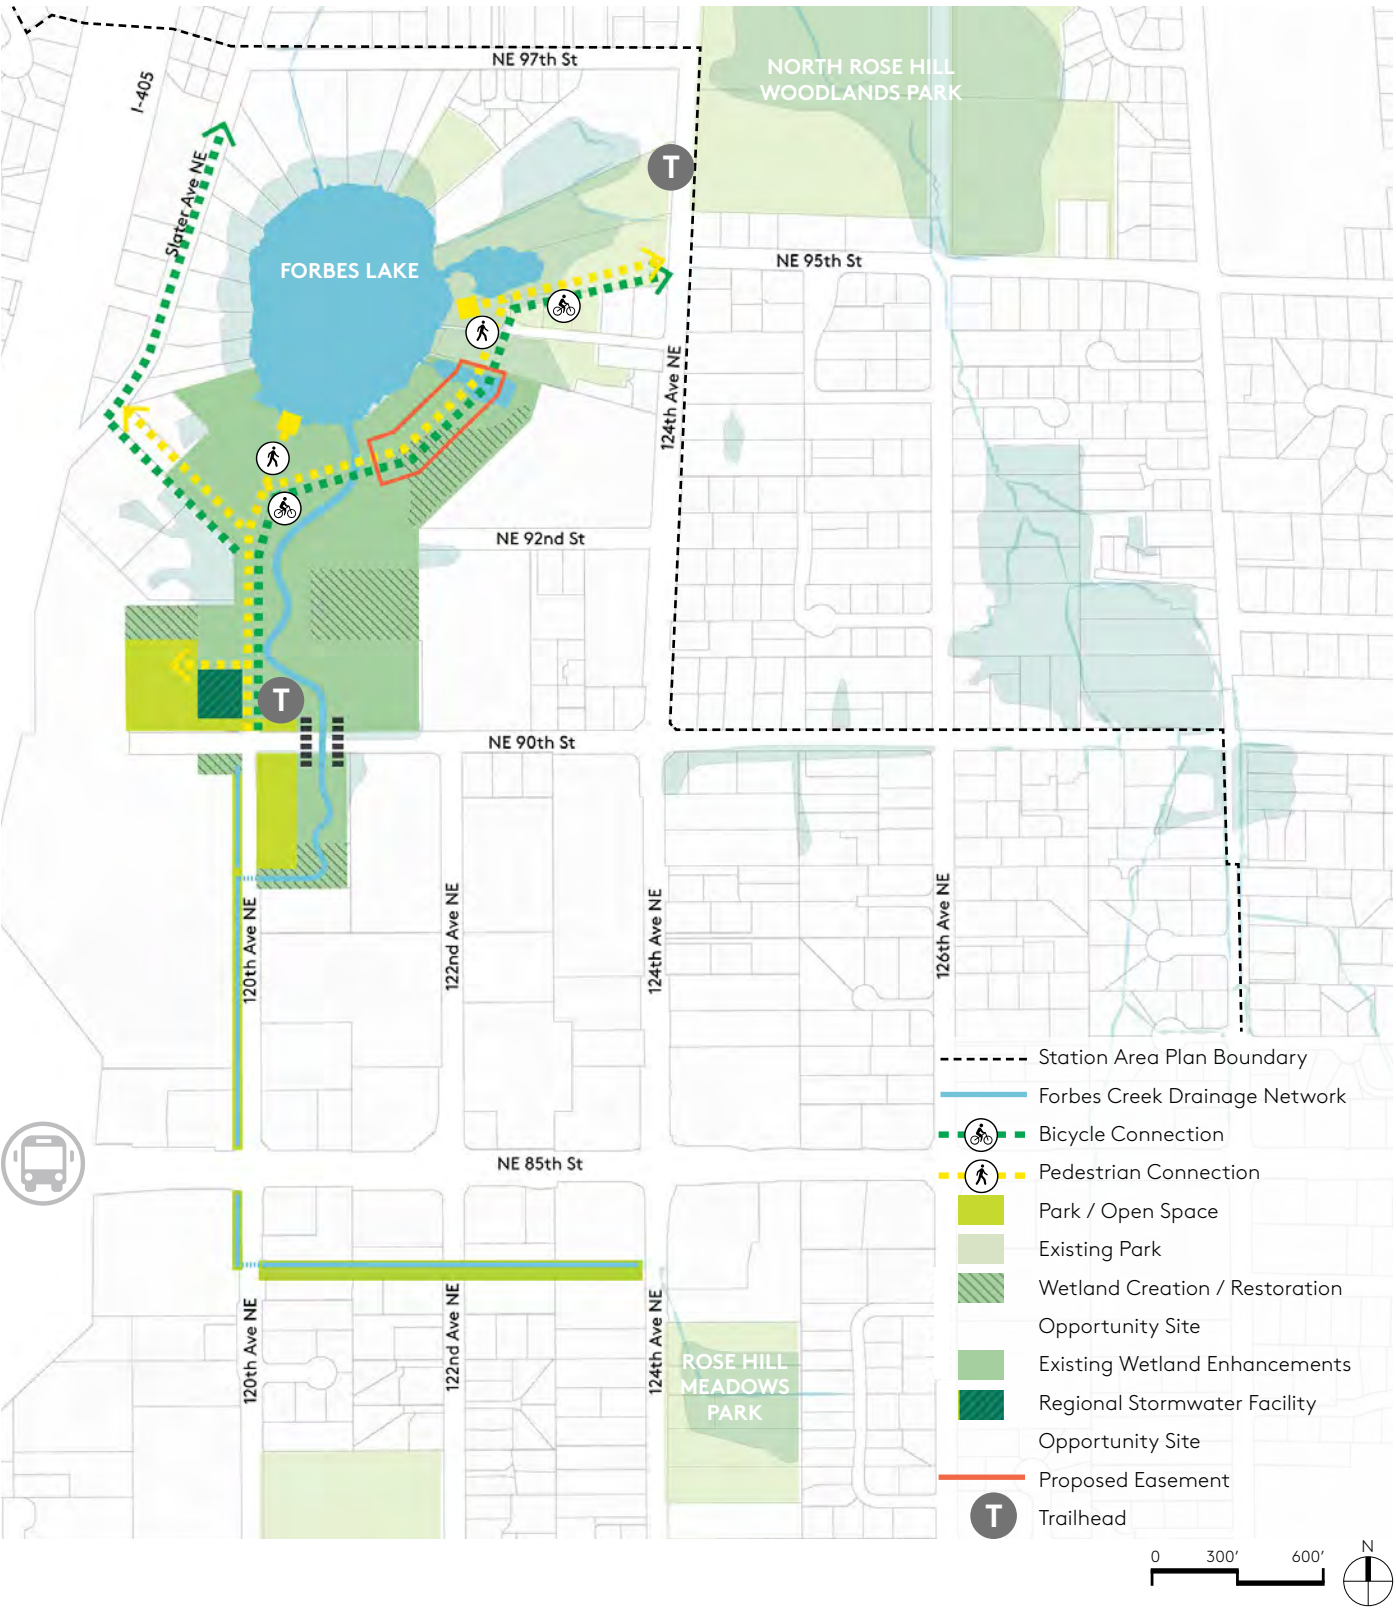 NE 97th St
NORTH ROSE HILL
WOODLANDS PARK
I-405
T
Slater Ave NE
NE 95th St
FORBES LAKE
124th Ave NE
NE 92nd St
T
NE 90th St
120th Ave NE
122nd Ave NE
124th Ave NE
126th Ave NE
NE 85th St
120th Ave NE
122nd Ave NE
124th Ave NE
ROSE HILL
MEADOWS
PARK
Station Area Plan Boundary
Forbes Creek Drainage Network
Bicycle Connection
Pedestrian Connection
Park / Open Space
Existing Park
Wetland Creation / Restoration
Opportunity Site
Existing Wetland Enhancements
Regional Stormwater Facility
Opportunity Site
Proposed Easement
T Trailhead
0 300' 600'
N